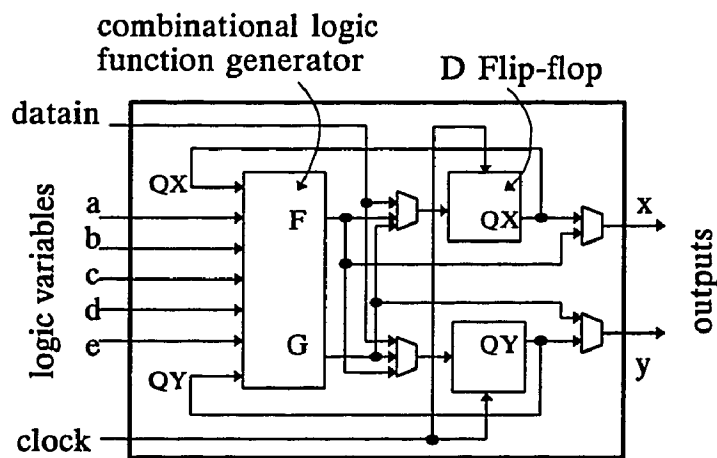 combinational logic
function generator
D Flip-flop
datain
QX
a
b
c
d
e
QY
logic variables
F
G
QX
QY
x
y
outputs
clock